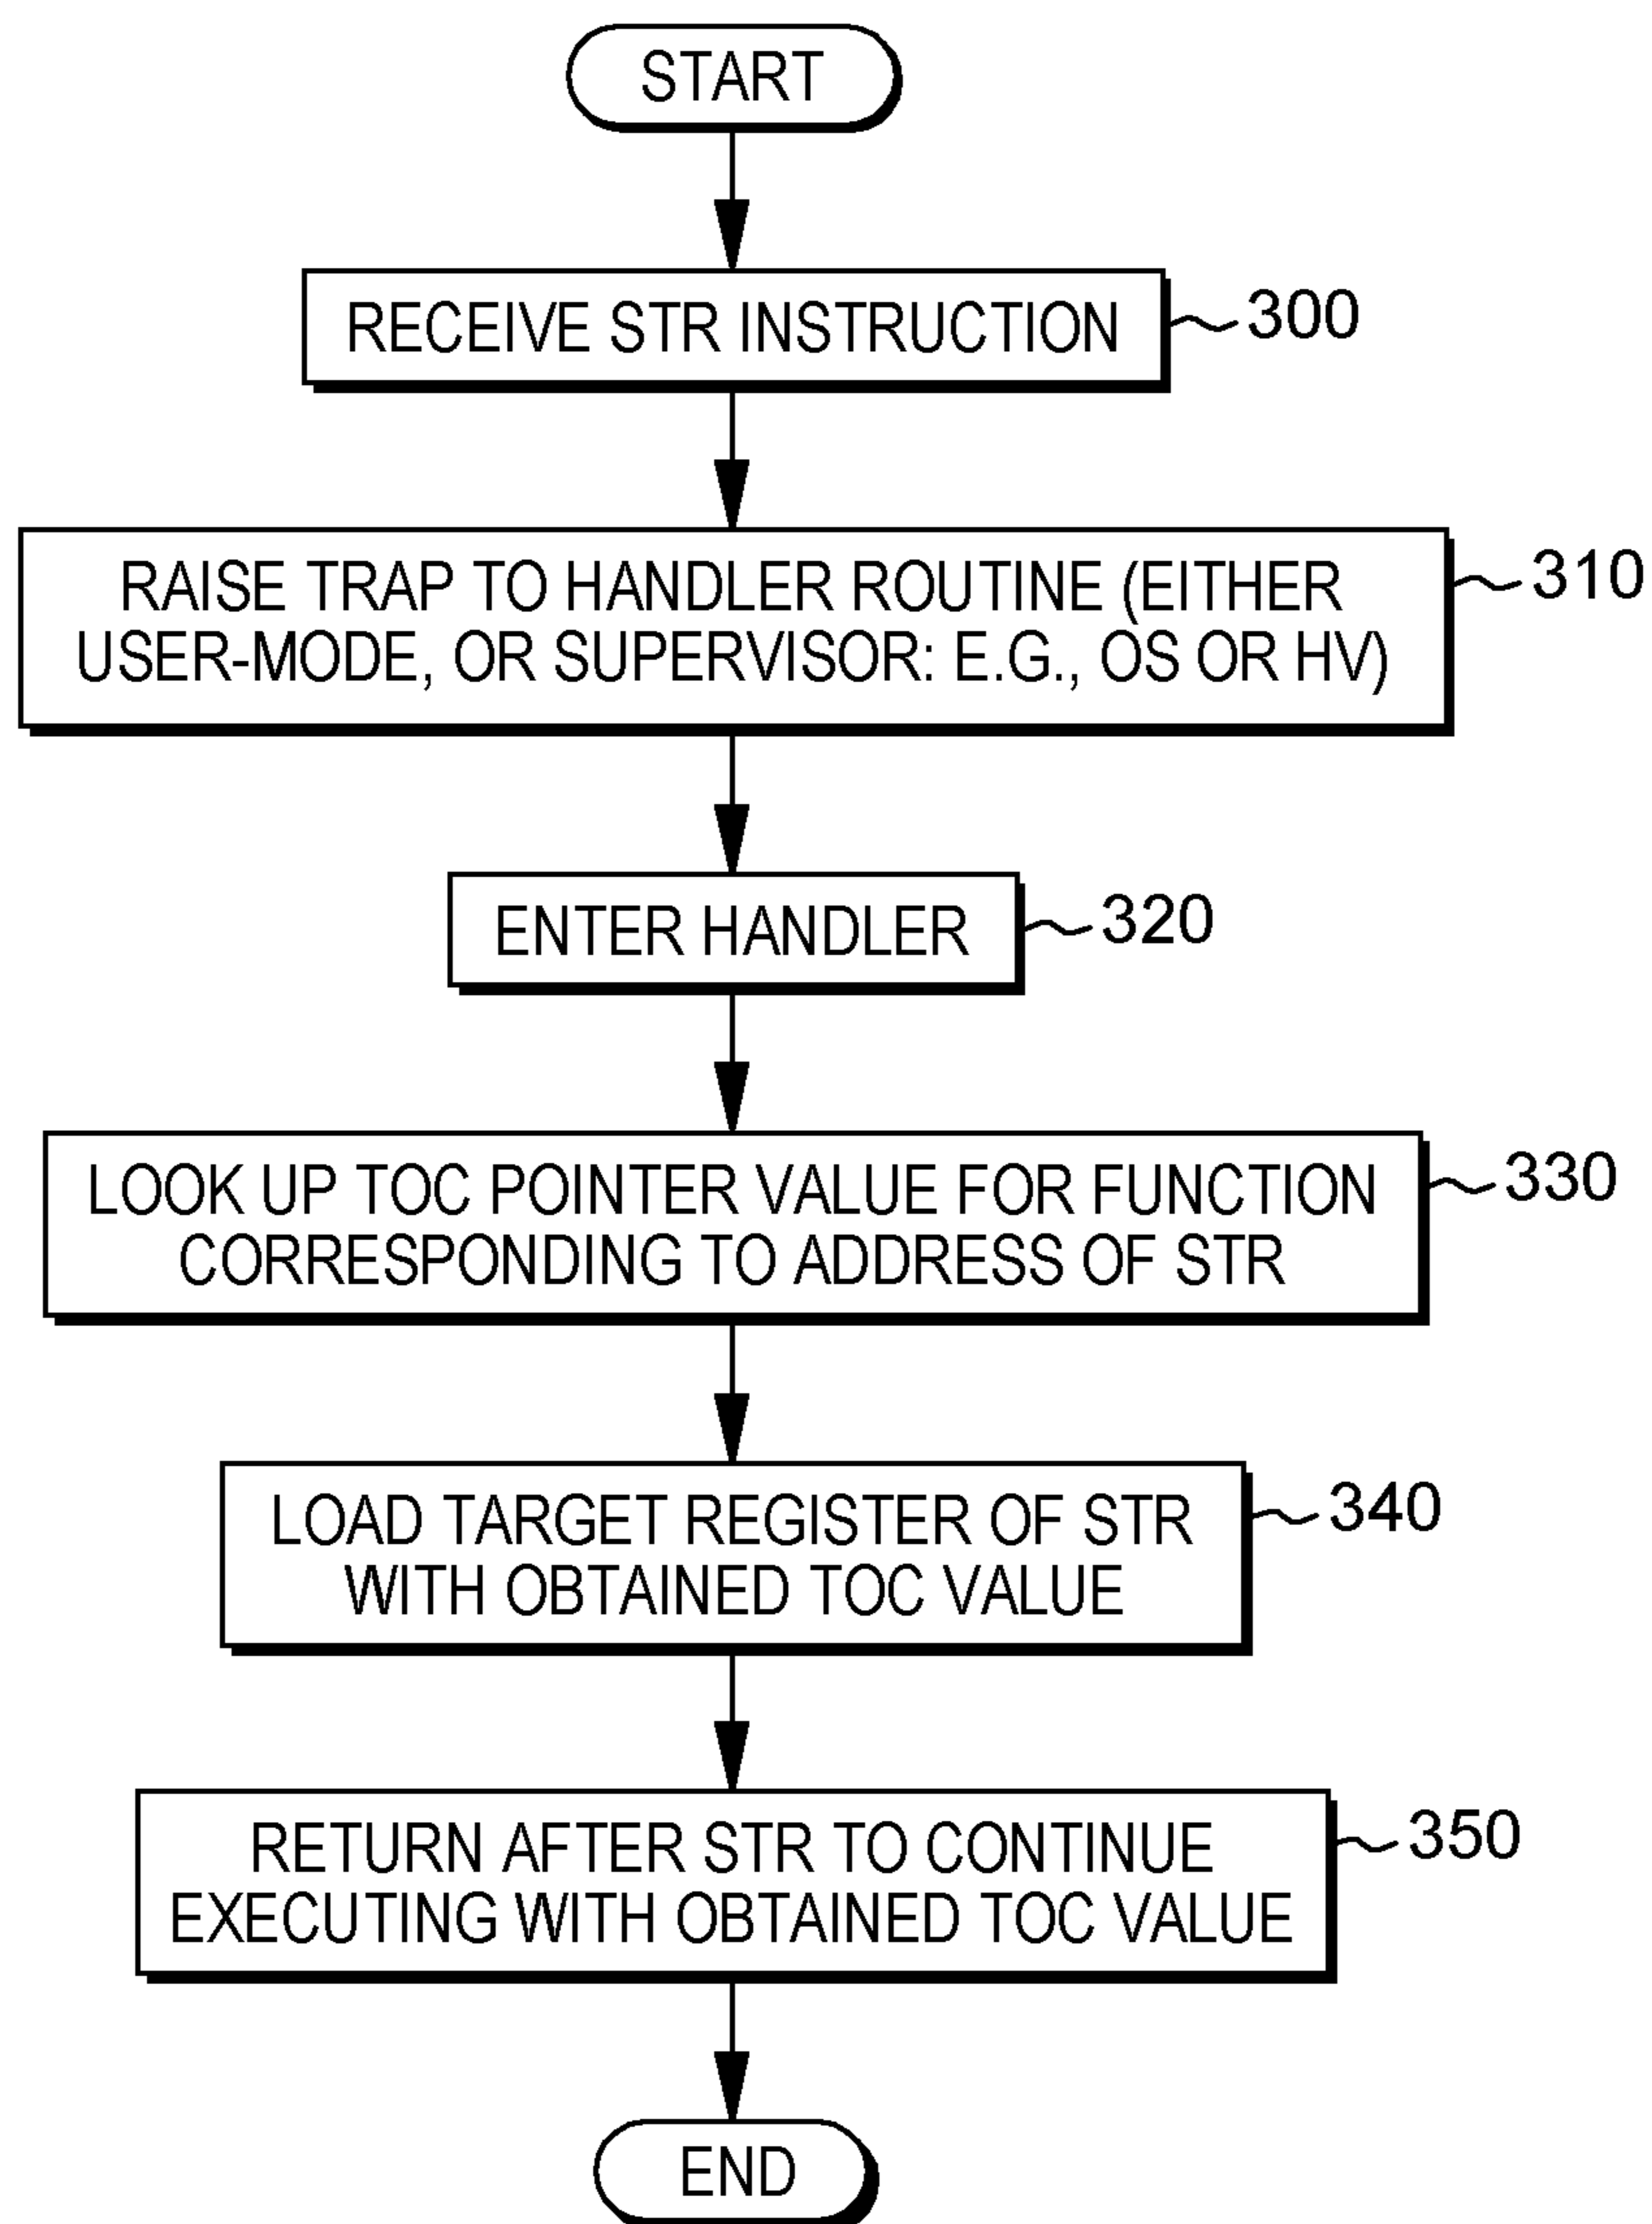 START
RECEIVE STR INSTRUCTION
300
RAISE TRAP TO HANDLER ROUTINE (EITHER
USER-MODE, OR SUPERVISOR: E.G., OS OR HV)
310
ENTER HANDLER
320
LOOK UP TOC POINTER VALUE FOR FUNCTION
CORRESPONDING TO ADDRESS OF STR
330
LOAD TARGET REGISTER OF STR
WITH OBTAINED TOC VALUE
340
RETURN AFTER STR TO CONTINUE
EXECUTING WITH OBTAINED TOC VALUE
350
END